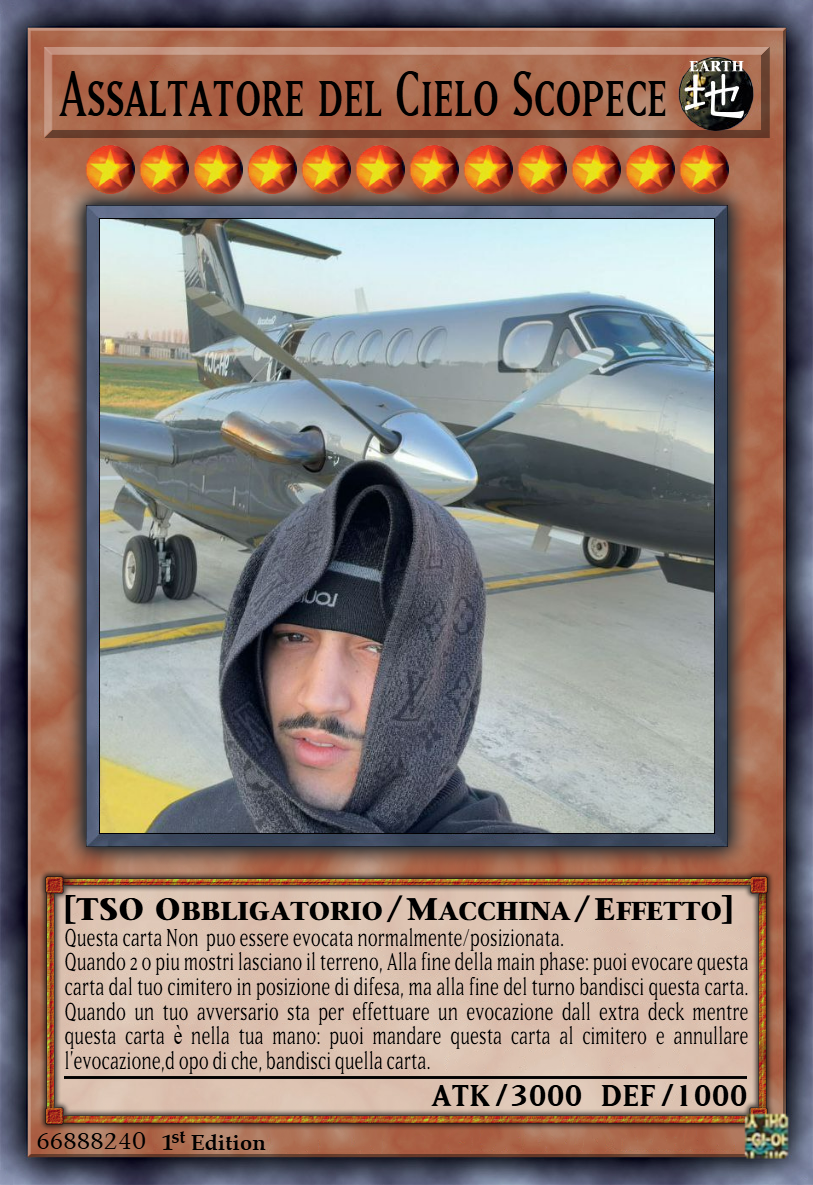 Assaltatore del Cielo Scopece
EARTH
地
[TSO Obbligatorio/Macchina/Effetto]
Questa carta Non puo essere evocata normalmente/posizionata.
Quando 2 o piu mostri lasciano il terreno, Alla fine della main phase: puoi evocare questa
carta dal tuo cimitero in posizione di difesa, ma alla fine del turno bandisci questa carta.
Quando un tuo avversario sta per effettuare un evocazione dall extra deck mentre
questa carta è nella tua mano: puoi mandare questa carta al cimitero e annullare
l'evocazione,d opo di che, bandisci quella carta.
ATK/3000 DEF/1000
66888240 1st Edition